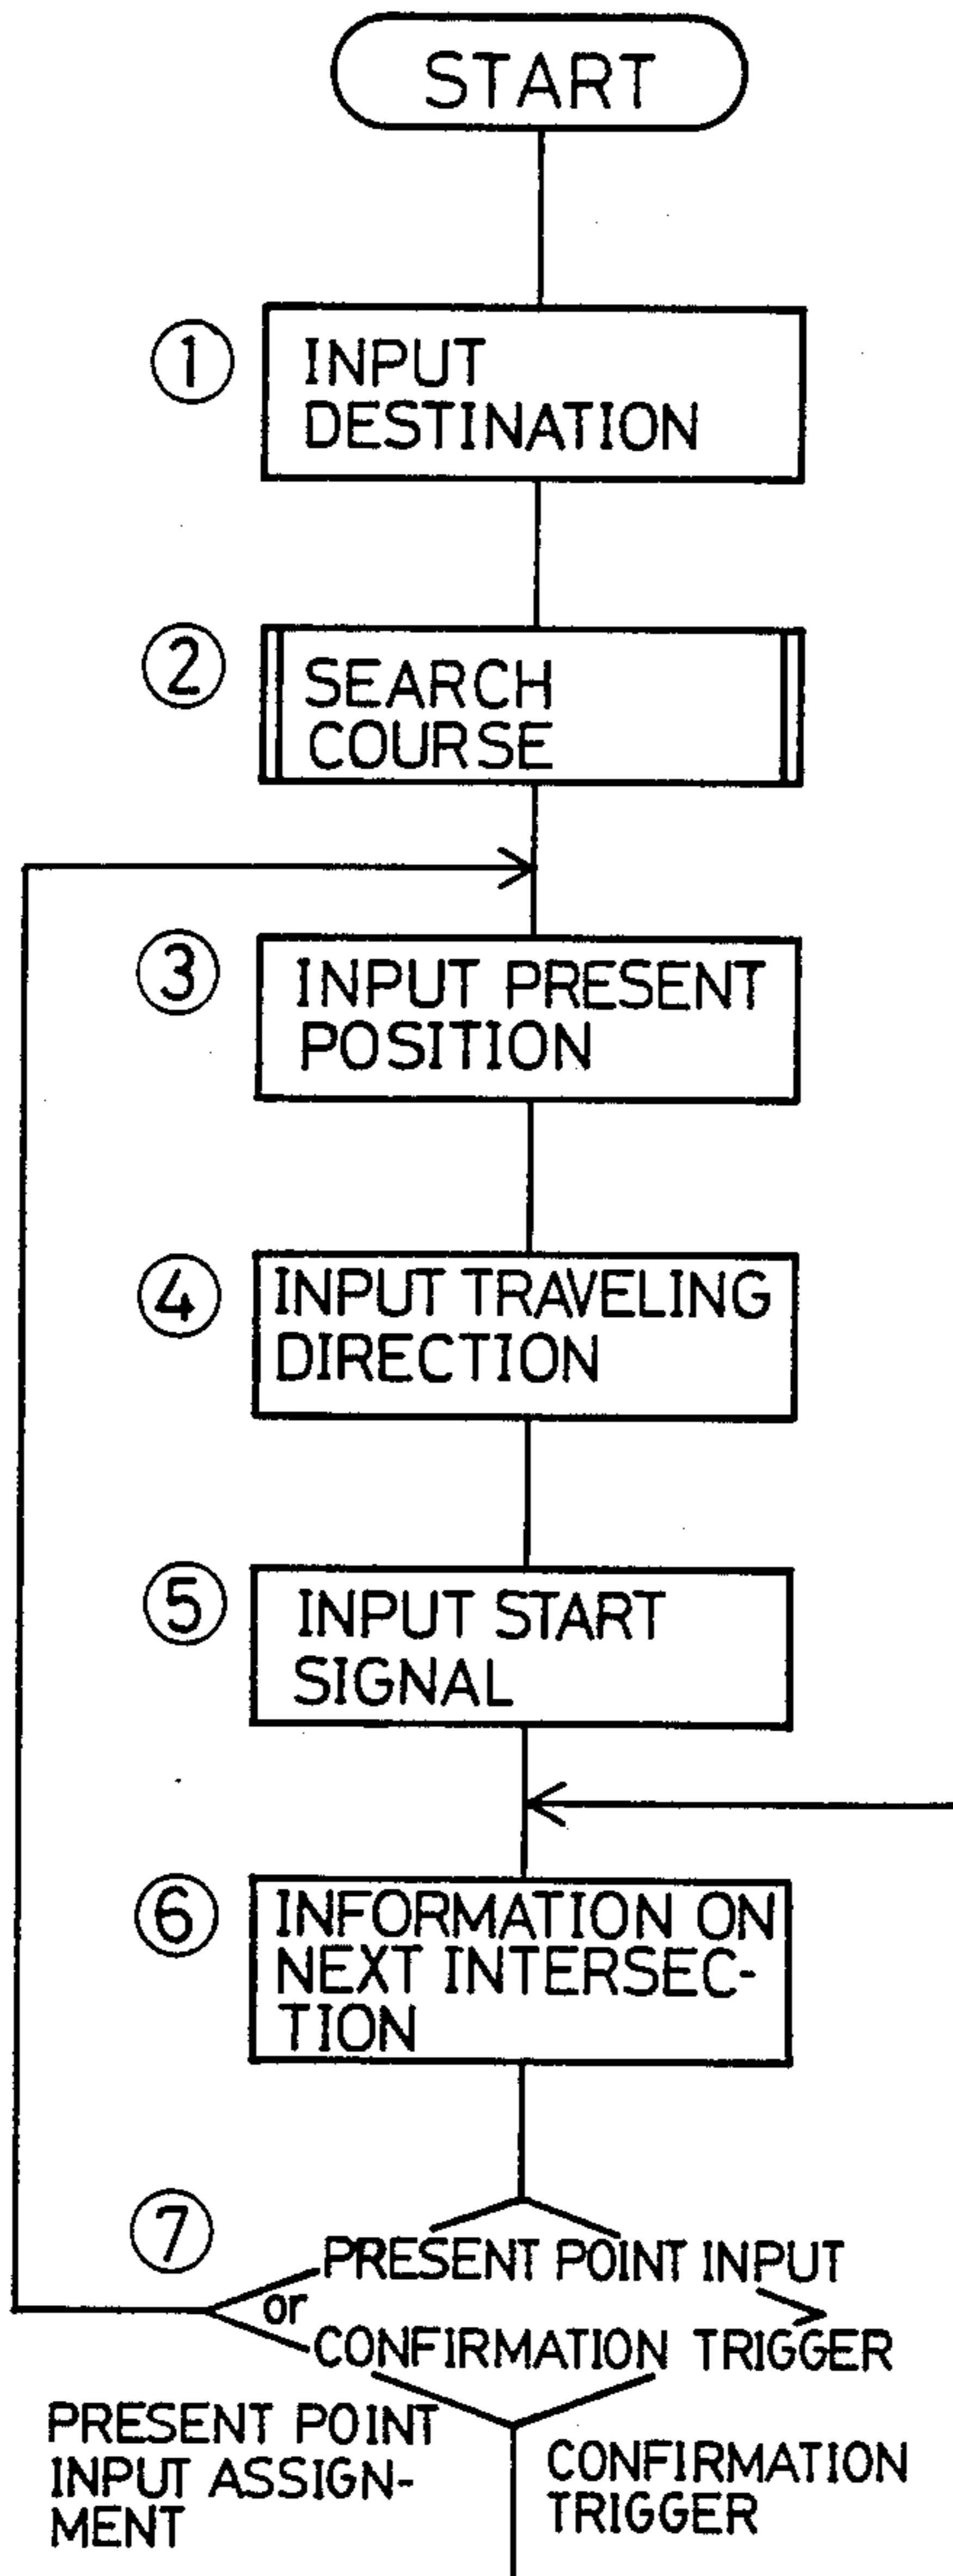 START
①
INPUT
DESTINATION
②
SEARCH
COURSE
③
INPUT PRESENT
POSITION
④
INPUT TRAVELING
DIRECTION
⑤
INPUT START
SIGNAL
⑥
INFORMATION ON
NEXT INTERSEC-
TION
⑦
PRESENT POINT INPUT
or
CONFIRMATION TRIGGER
PRESENT POINT
INPUT ASSIGN-
MENT
CONFIRMATION
TRIGGER